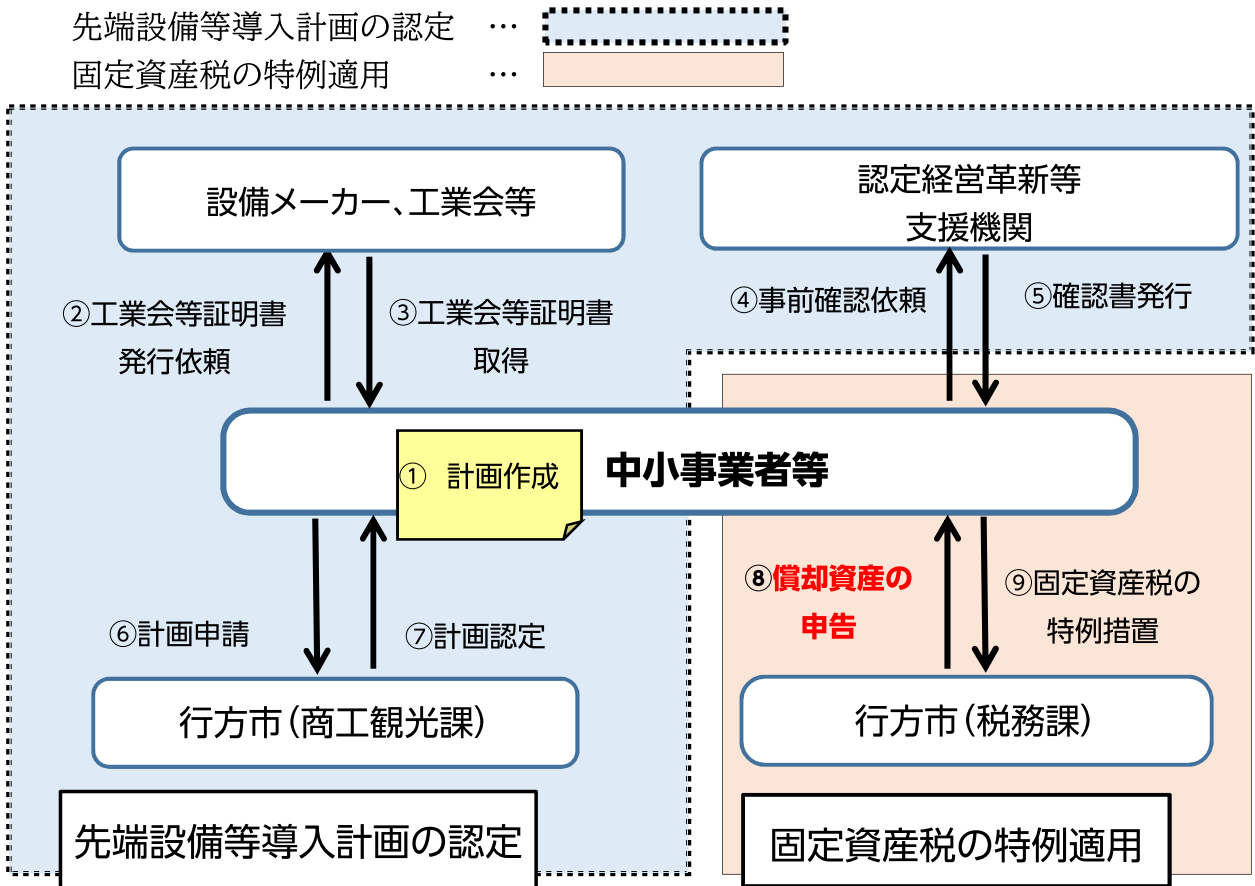 先端設備等導入計画の認定 …
固定資産税の特例適用 …
設備メーカー、工業会等
認定経営革新等
支援機関
②工業会等証明書
発行依頼
③工業会等証明書
取得
④事前確認依頼
⑤確認書発行
① 計画作成
中小事業者等
⑥計画申請
⑦計画認定
⑧償却資産の
申告
⑨固定資産税の
特例措置
行方市(商工観光課)
行方市(税務課)
先端設備等導入計画の認定
固定資産税の特例適用